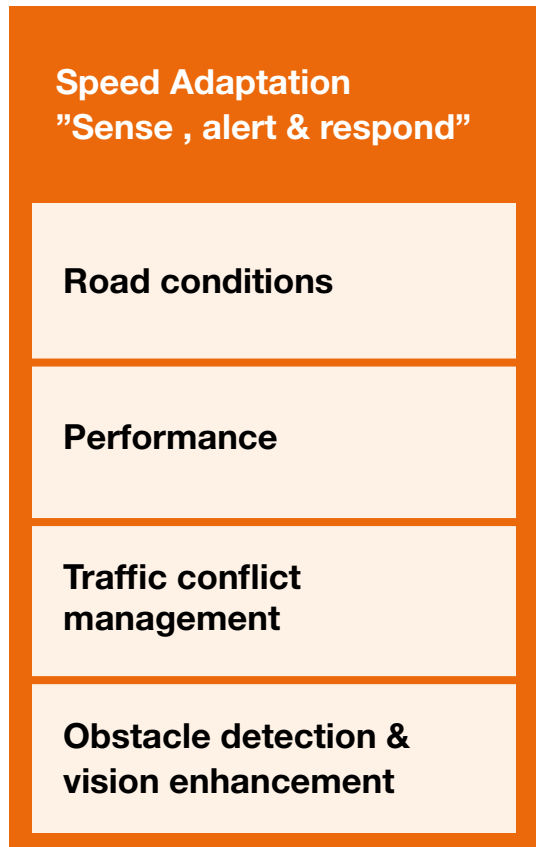 Speed Adaptation
”Sense , alert & respond”
Road conditions
Performance
Traffic conflict
management
Obstacle detection &
vision enhancement